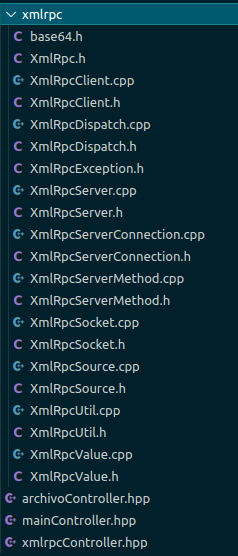 xmlrpc
base64.h
XmlRpc.h
XmlRpcClient.cpp
XmlRpcClient.h
XmlRpcDispatch.cpp
XmlRpcDispatch.h
XmlRpcException.h
XmlRpcServer.cpp
XmlRpcServer.h
XmlRpcServerConnection.cpp
XmlRpcServerConnection.h
XmlRpcServerMethod.cpp
XmlRpcServerMethod.h
XmlRpcSocket.cpp
XmlRpcSocket.h
XmlRpcSource.cpp
XmlRpcSource.h
XmlRpcUtil.cpp
XmlRpcUtil.h
XmlRpcValue.cpp
XmlRpcValue.h
archivoController.hpp
mainController.hpp
xmlrpcController.hpp